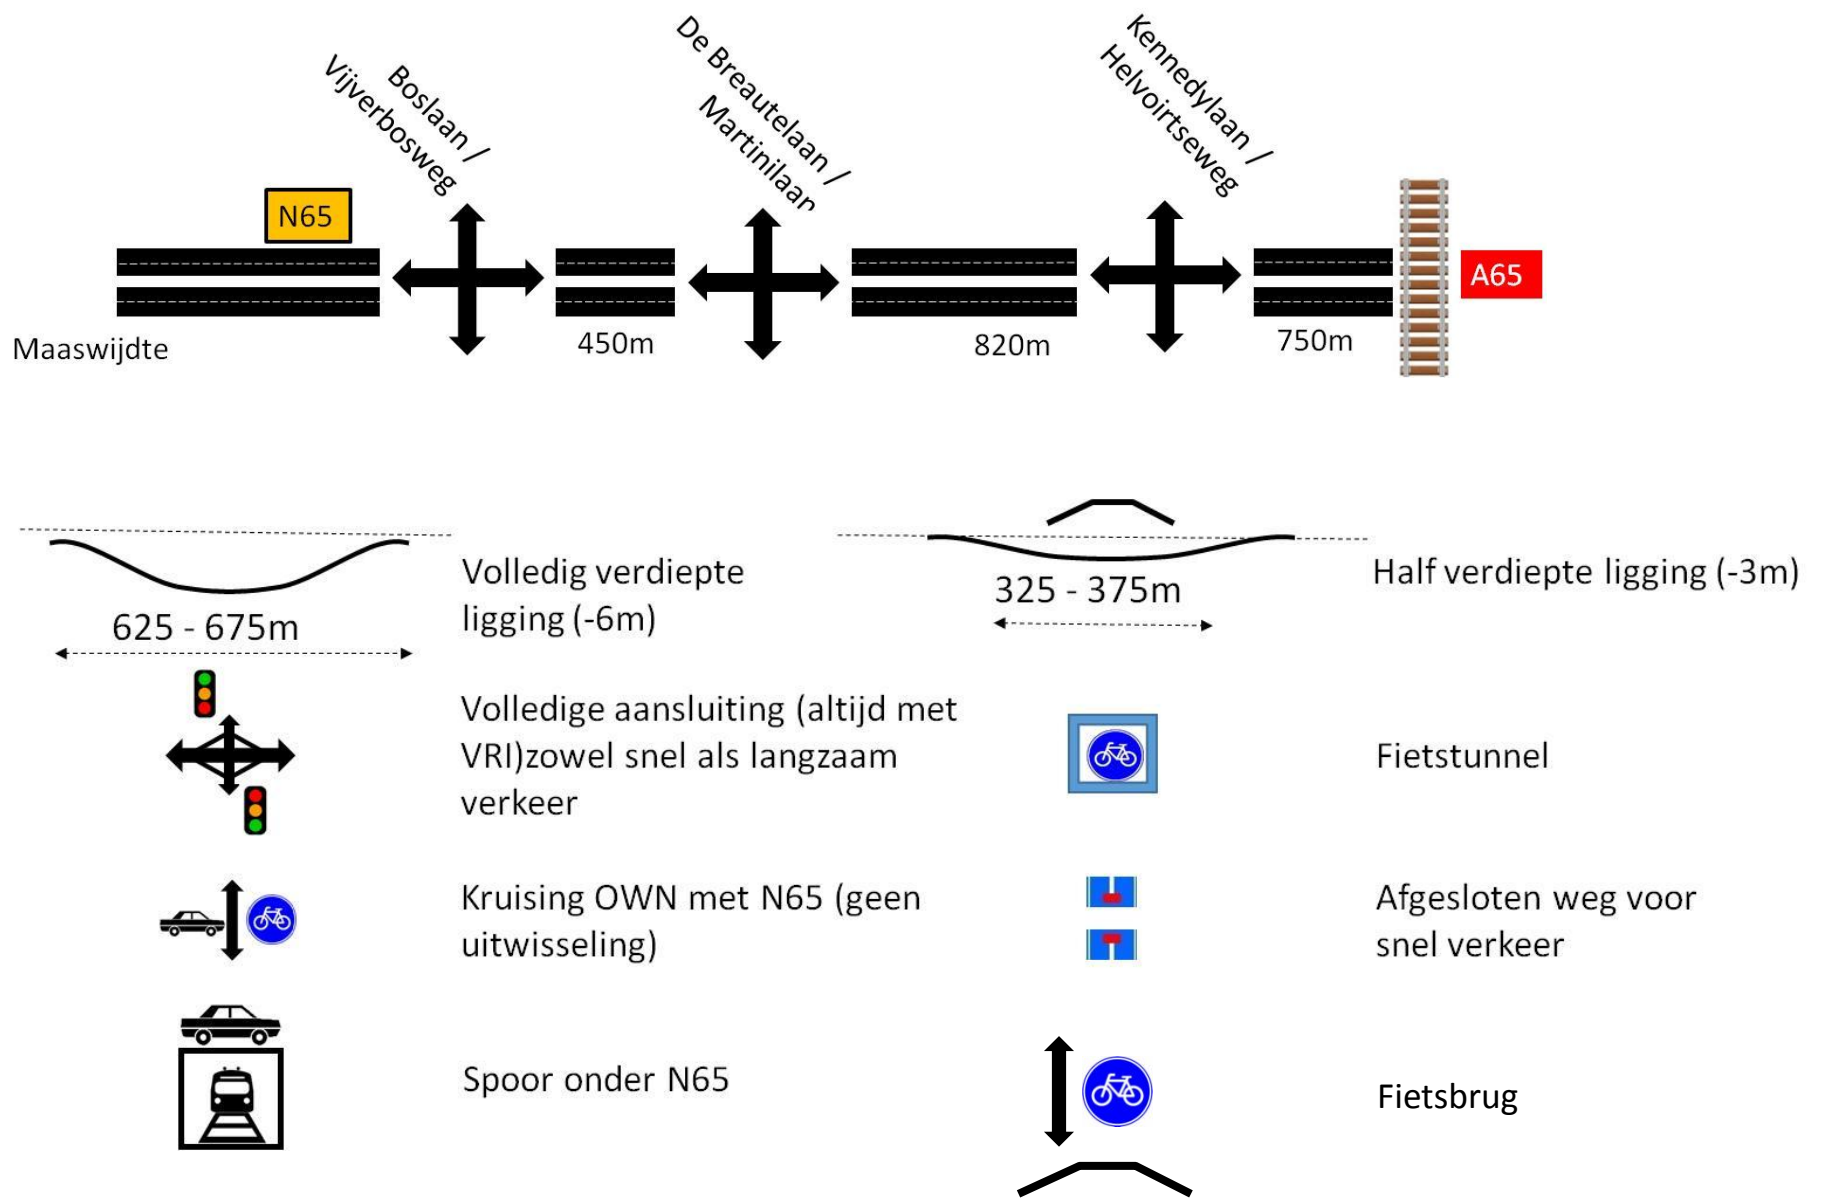 Boslaan /
Vijverbosweg
De Breautelaan /
Martinilaan
Kennedylaan /
Helvoirtseweg
N65
A65
Maaswijdte
450m
820m
750m
Volledig verdiepte
ligging (-6m)
625 - 675m
325 - 375m
Half verdiepte ligging (-3m)
Volledige aansluiting (altijd met
VRI)zowel snel als langzaam
verkeer
Fietstunnel
Kruising OWN met N65 (geen
uitwisseling)
Afgesloten weg voor
snel verkeer
Spoor onder N65
Fietsbrug